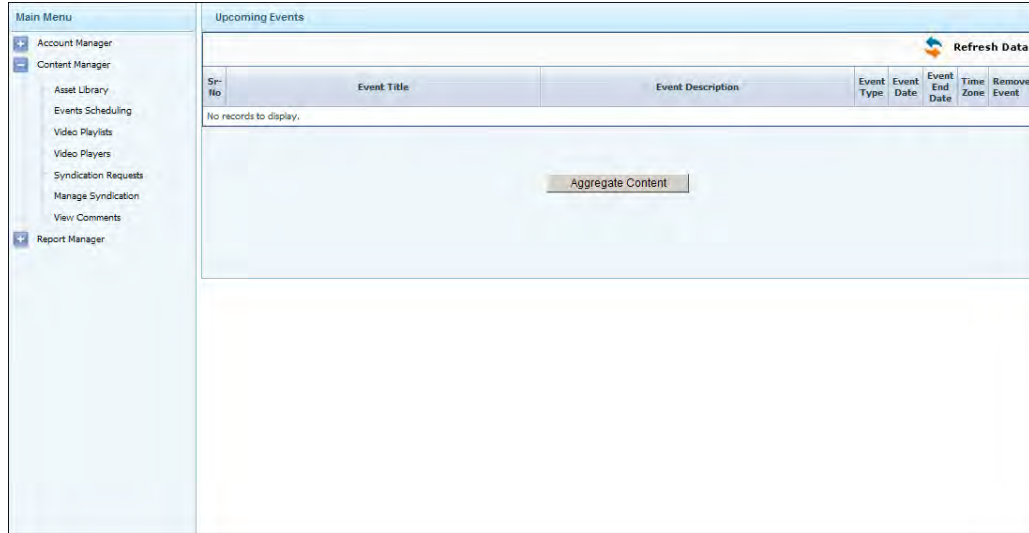 Main Menu
Account Manager
Content Manager
Asset Library
Events Scheduling
Video Playlists
Video Players
Syndication Requests
Manage Syndication
View Comments
Report Manager
Upcoming Events
Refresh Data
Sr-
No
Event Title
Event Description
Event
Type
Event
Date
Event
End
Date
Time
Zone
Remove
Event
No records to display.
Aggregate Content